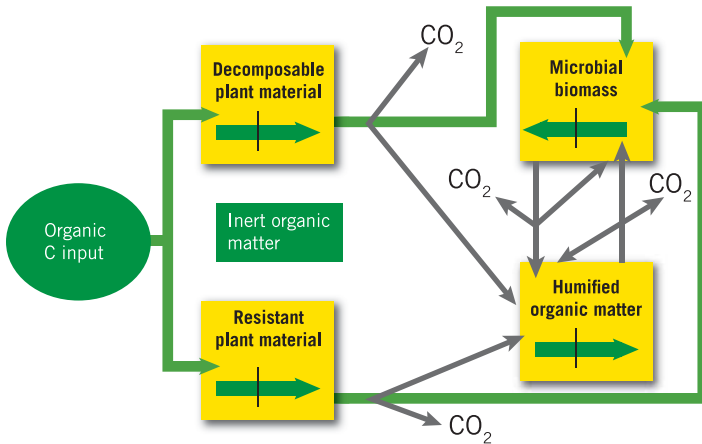 CO₂
Decomposable
plant material
Microbial
biomass
CO₂
CO₂
Organic
C input
Inert organic
matter
Humified
organic matter
Resistant
plant material
CO₂